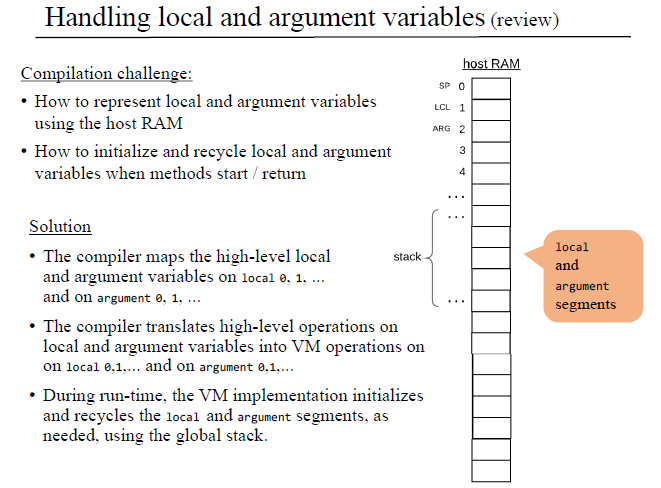 Handling local and argument variables (review)
Compilation challenge:
• How to represent local and argument variables
using the host RAM
• How to initialize and recycle local and argument
variables when methods start / return
Solution
• The compiler maps the high-level local
and argument variables on local 0, 1, …
and on argument 0, 1, …
• The compiler translates high-level operations on
local and argument variables into VM operations on
on local 0,1,… and on argument 0,1,…
• During run-time, the VM implementation initializes
and recycles the local and argument segments, as
needed, using the global stack.
host RAM
SP 0
LCL 1
ARG 2
3
4
...
...
stack
...
local
and
argument
segments